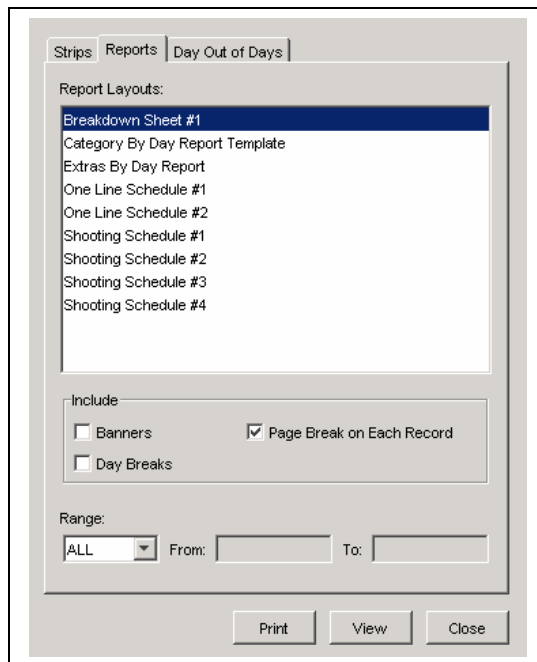 Strips Reports Day Out of Days
Report Layouts:
Breakdown Sheet #1
Category By Day Report Template
Extras By Day Report
One Line Schedule #1
One Line Schedule #2
Shooting Schedule #1
Shooting Schedule #2
Shooting Schedule #3
Shooting Schedule #4
Include
Banners Page Break on Each Record
Day Breaks
Range:
ALL From: To:
Print View Close